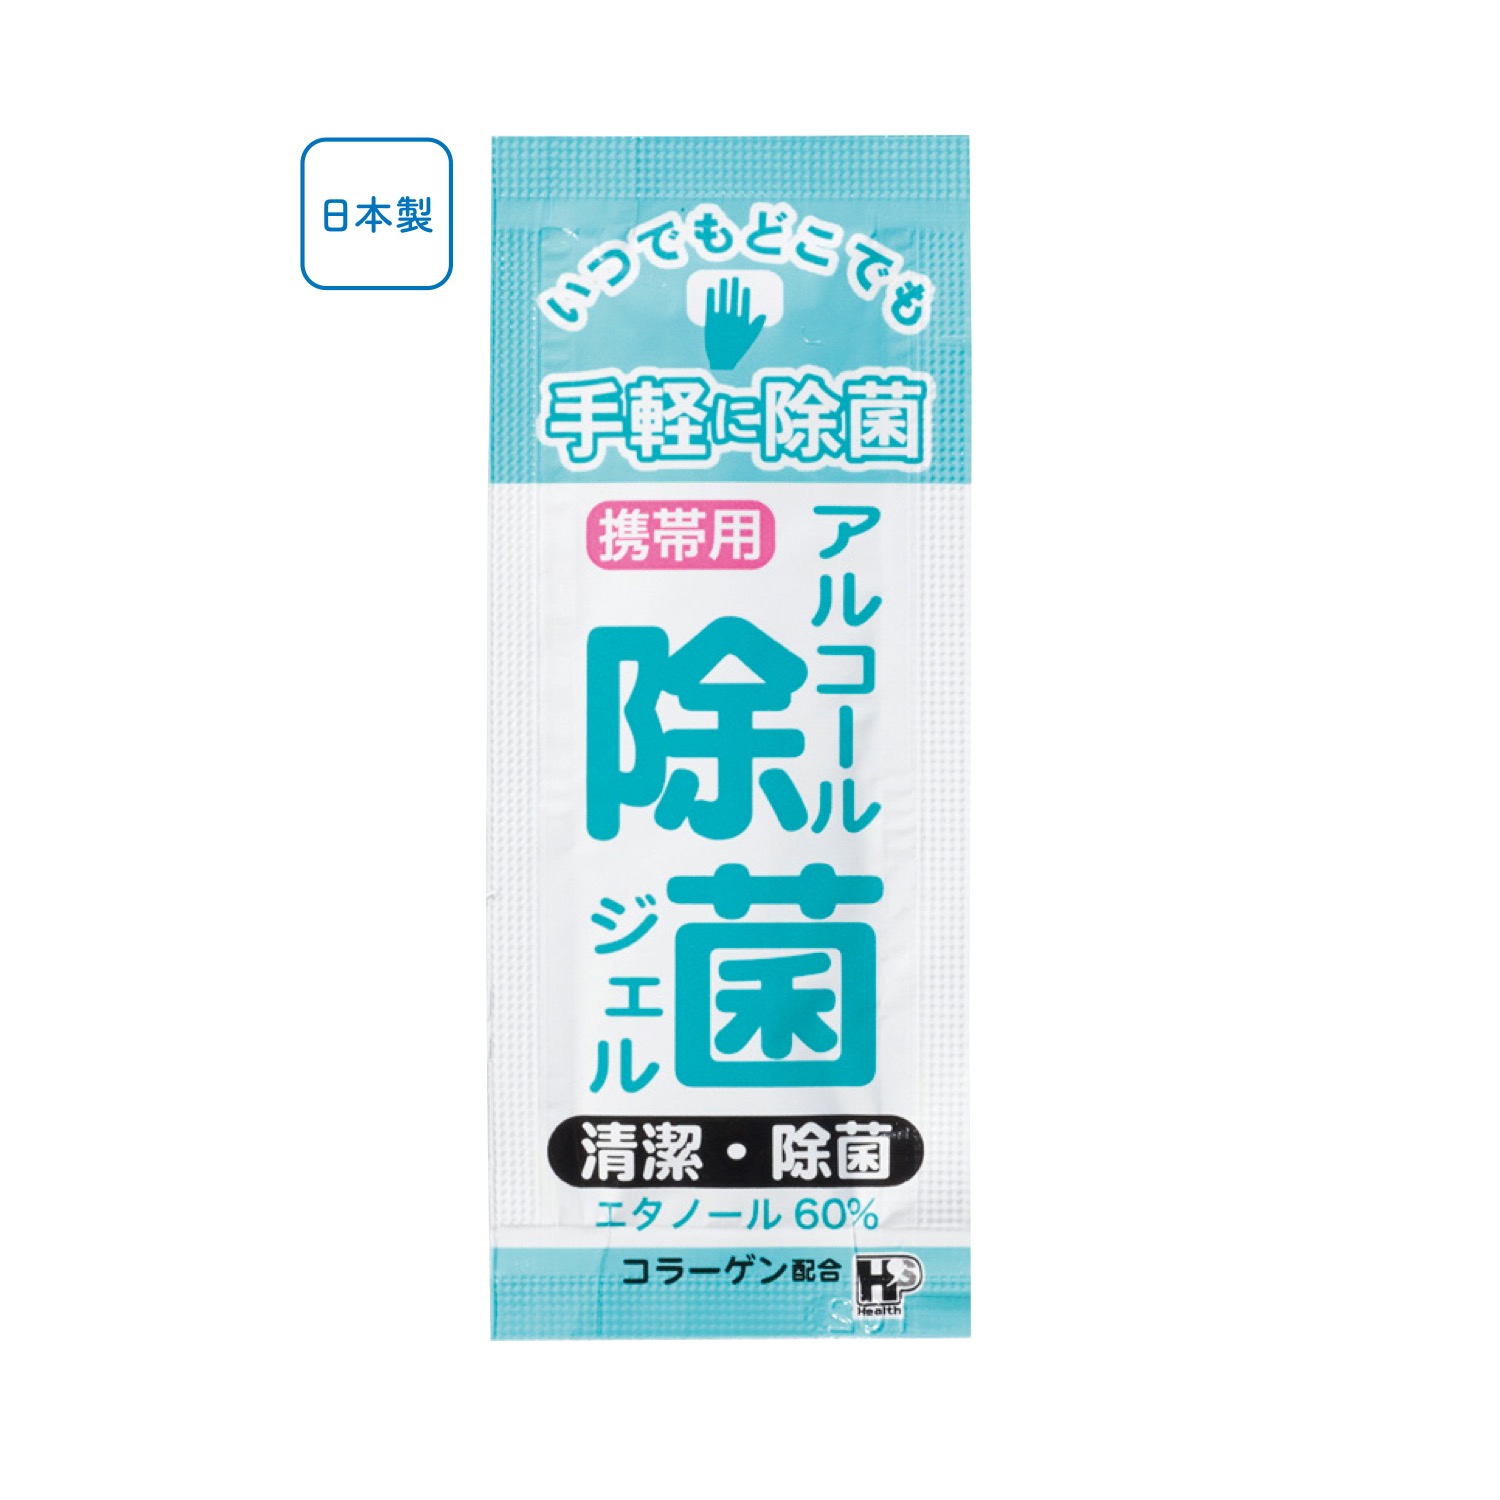 日本製
いつでもどこでも
手軽に除菌
携帯用
アルコール
除菌
ジェル
清潔・除菌
エタノール 60%
コラーゲン配合
HPS
Health